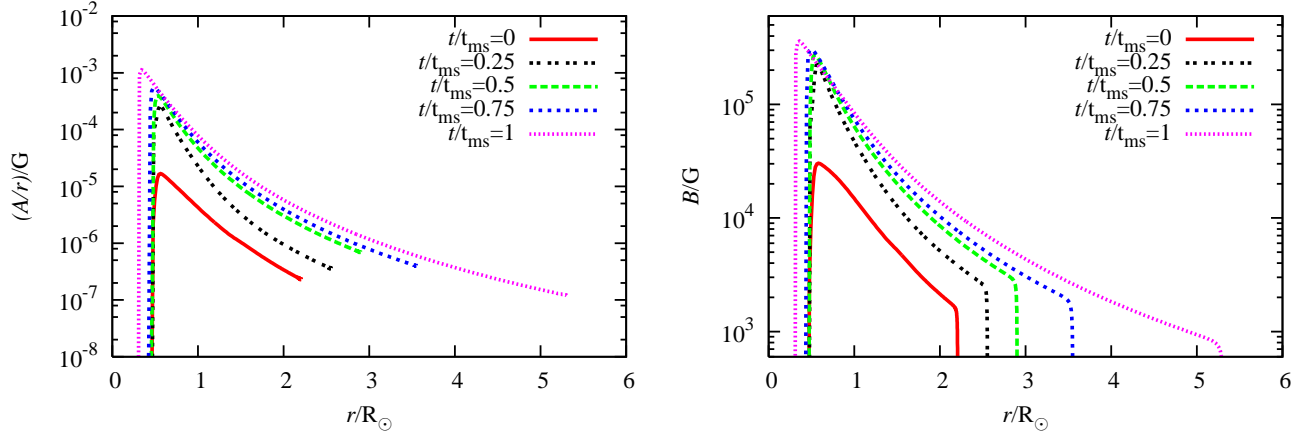 10^-2
10^-3
10^-4
10^-5
10^-6
10^-7
10^-8
(A/r)/G
0 1 2 3 4 5 6
r/R☉
t/t_ms=0
t/t_ms=0.25
t/t_ms=0.5
t/t_ms=0.75
t/t_ms=1
10^5
10^4
10^3
B/G
0 1 2 3 4 5 6
r/R☉
t/t_ms=0
t/t_ms=0.25
t/t_ms=0.5
t/t_ms=0.75
t/t_ms=1